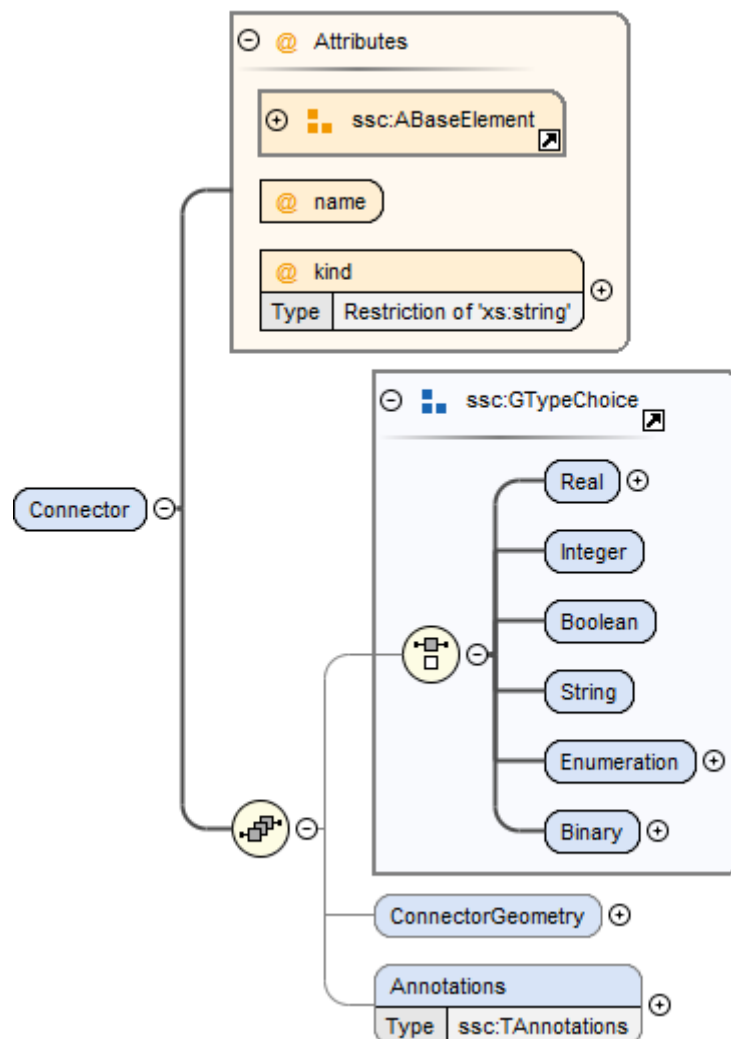 @ Attributes
ssc:ABaseElement
@ name
@ kind
Type Restriction of 'xs:string'
ssc:GTypeChoice
Real
Connector
Integer
Boolean
String
Enumeration
Binary
ConnectorGeometry
Annotations
Type ssc:TAnnotations